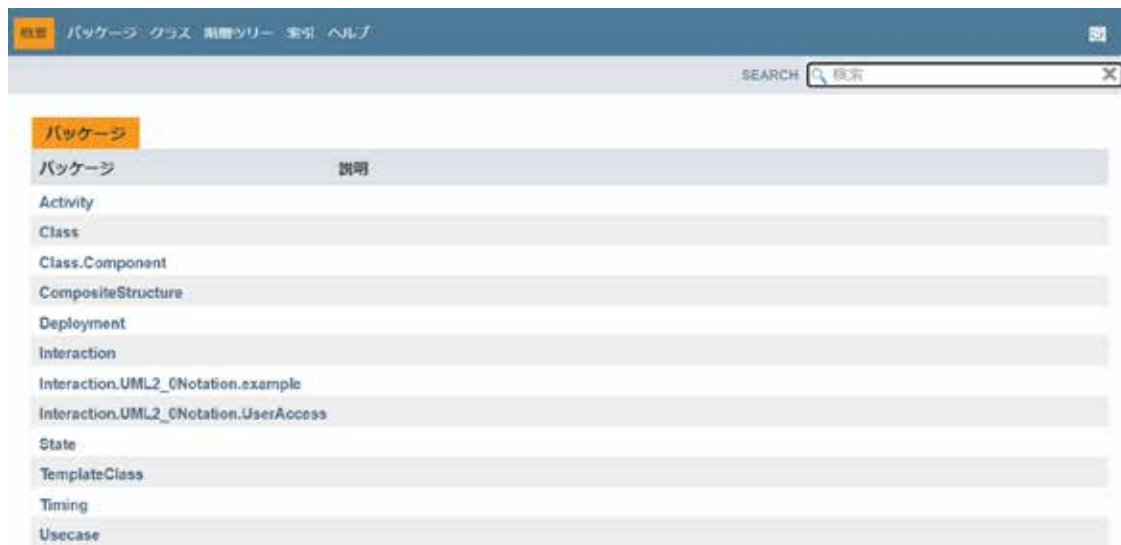 概要 パッケージ クラス 階層ツリー 索引 ヘルプ 図
SEARCH 検索
パッケージ
パッケージ 説明
Activity
Class
Class.Component
CompositeStructure
Deployment
Interaction
Interaction.UML2_0Notation.example
Interaction.UML2_0Notation.UserAccess
State
TemplateClass
Timing
Usecase